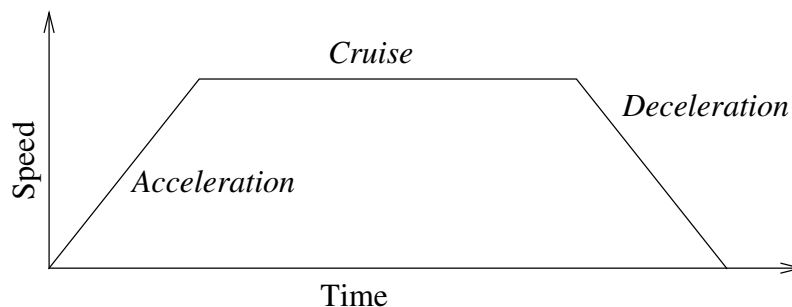 Cruise
Deceleration
Speed
Acceleration
Time